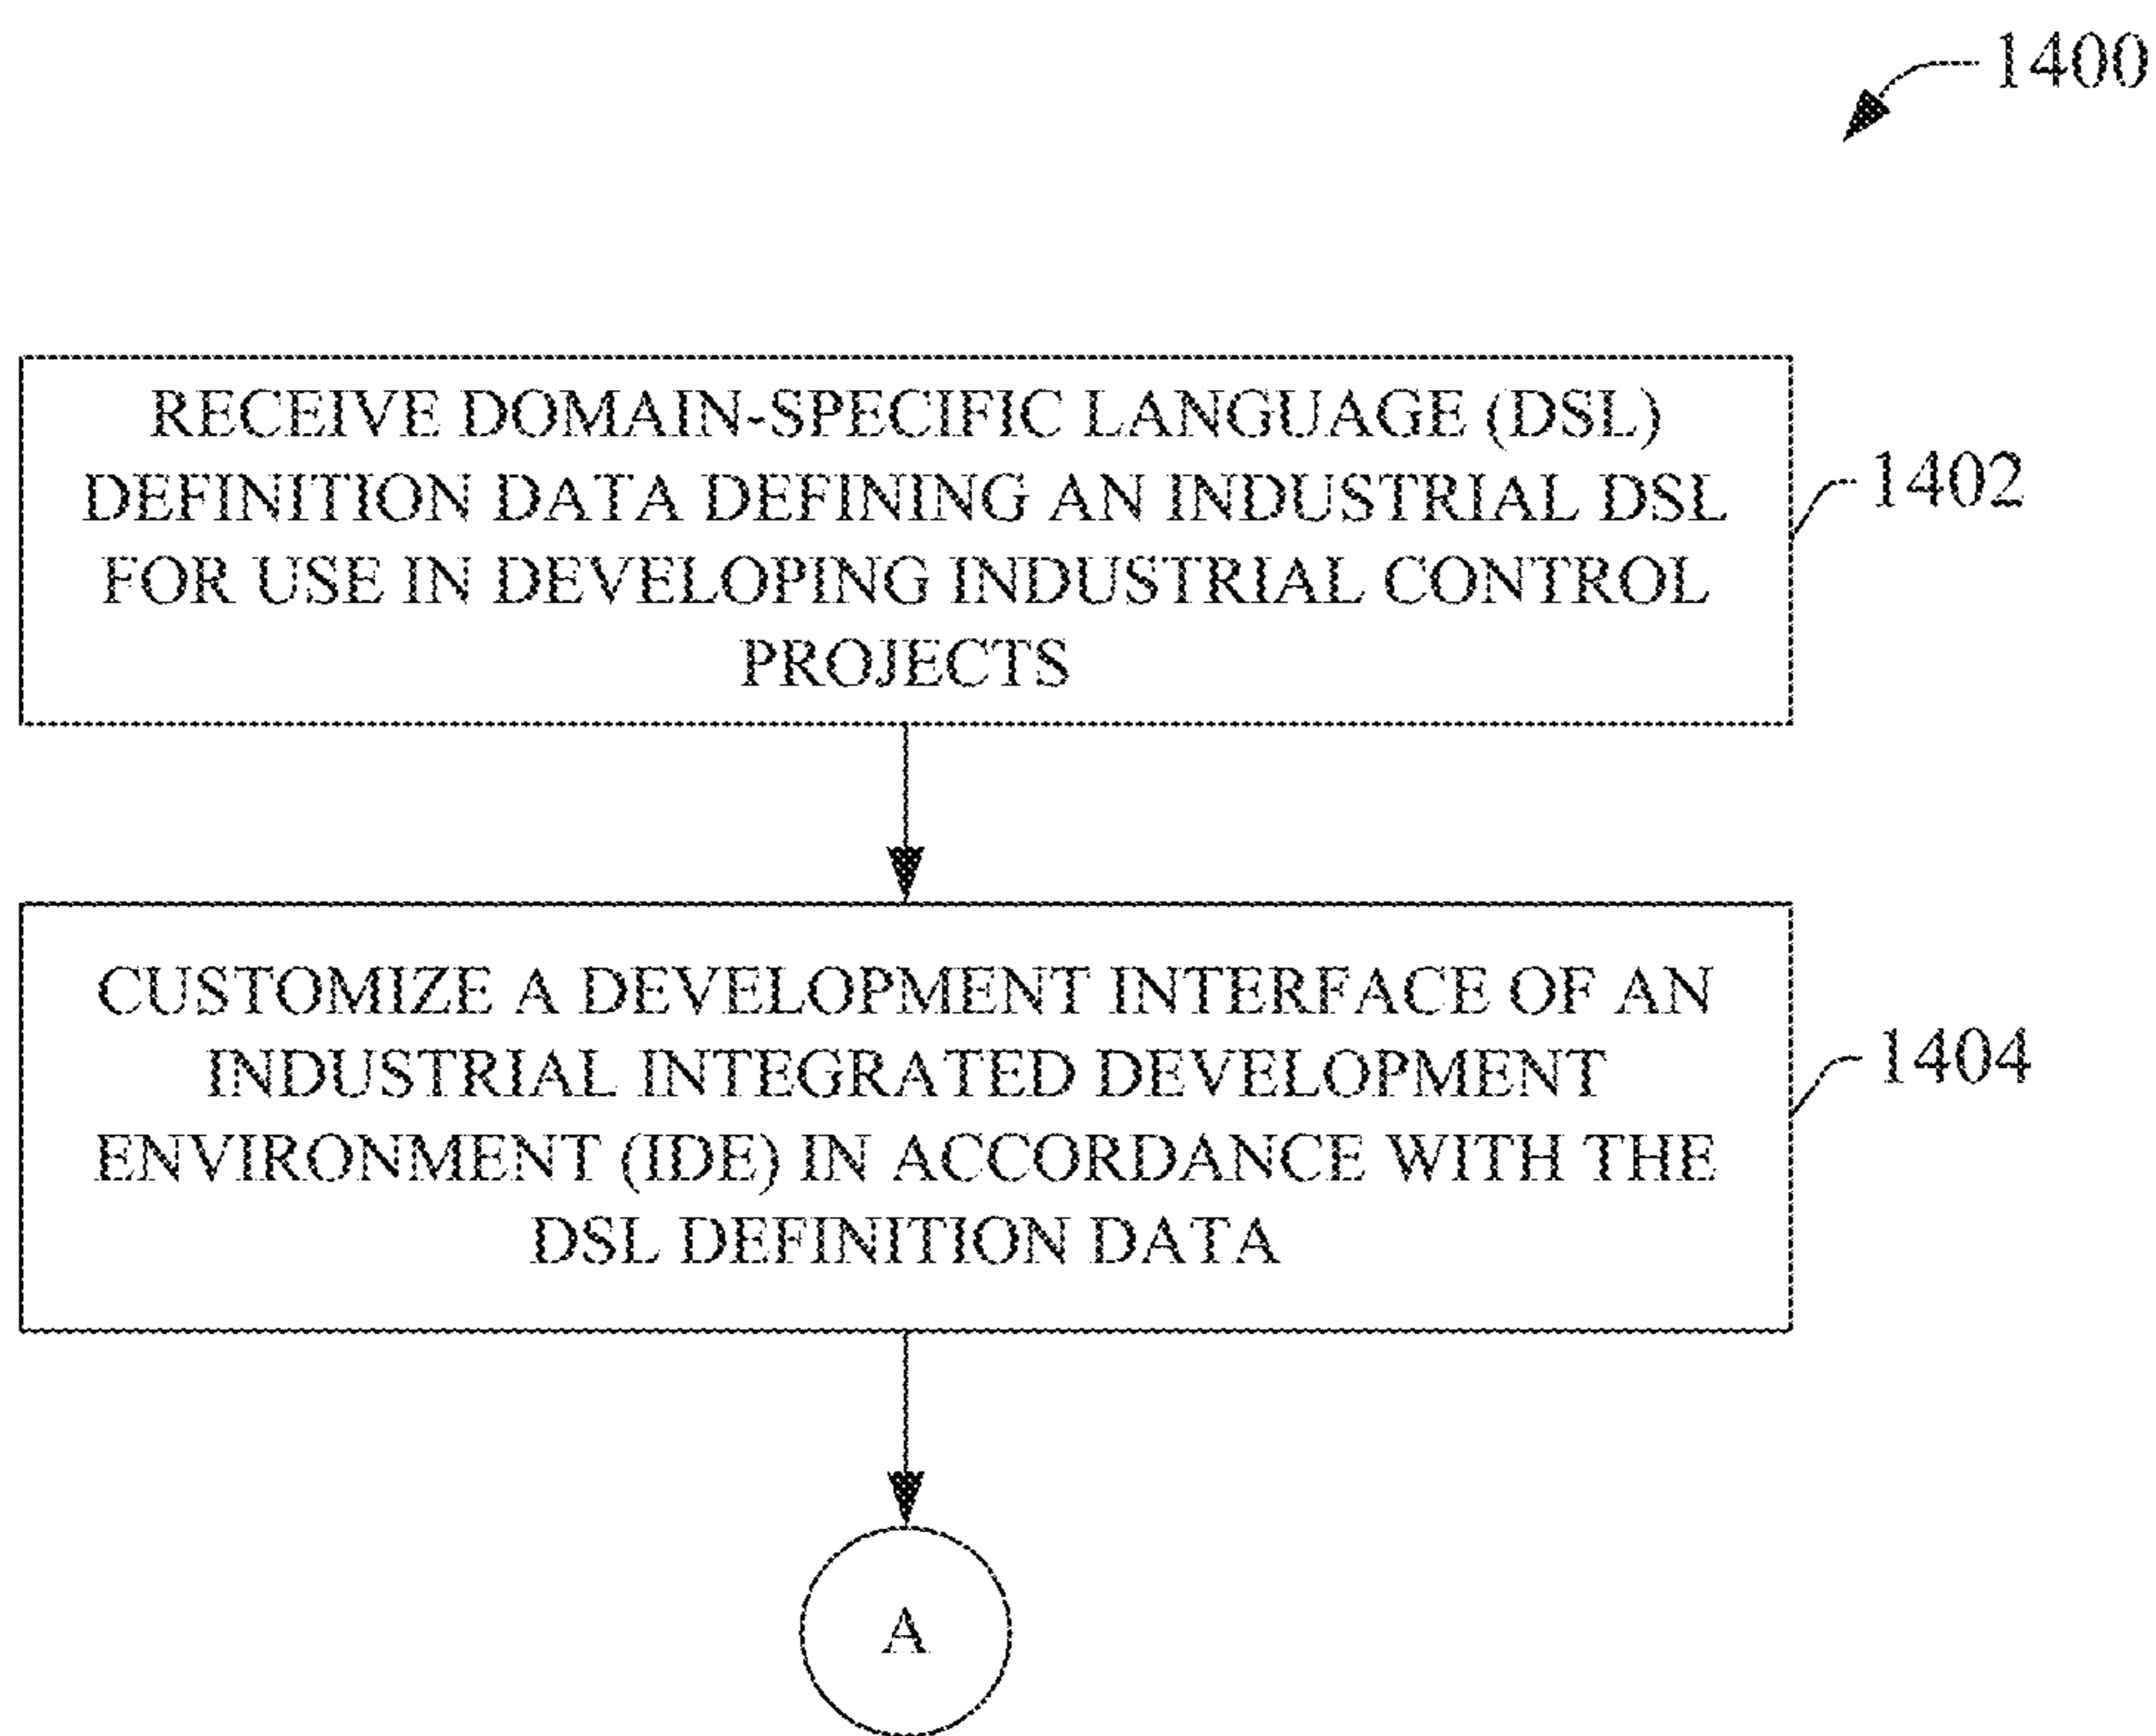 1400
RECEIVE DOMAIN-SPECIFIC LANGUAGE (DSL)
DEFINITION DATA DEFINING AN INDUSTRIAL DSL
FOR USE IN DEVELOPING INDUSTRIAL CONTROL
PROJECTS
1402
CUSTOMIZE A DEVELOPMENT INTERFACE OF AN
INDUSTRIAL INTEGRATED DEVELOPMENT
ENVIRONMENT (IDE) IN ACCORDANCE WITH THE
DSL DEFINITION DATA
1404
A